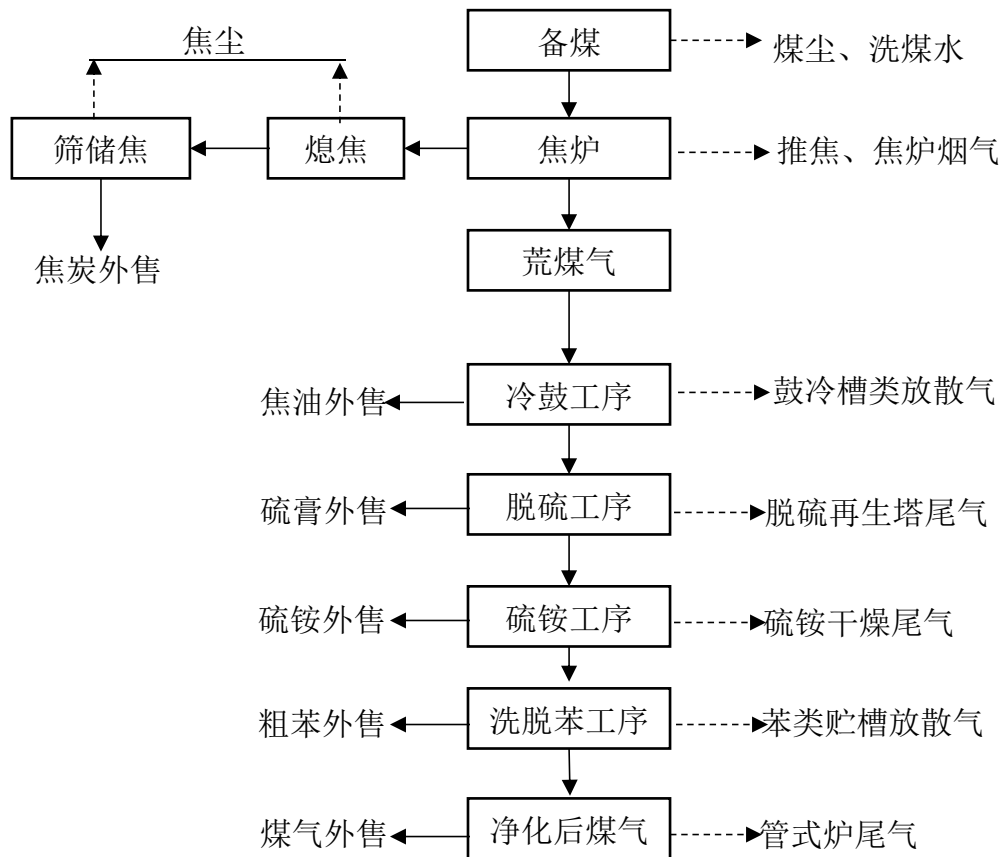 焦尘
备煤
煤尘、洗煤水
筛储焦
熄焦
焦炉
推焦、焦炉烟气
荒煤气
焦炭外售
焦油外售
冷鼓工序
鼓冷槽类放散气
硫膏外售
脱硫工序
脱硫再生塔尾气
硫铵外售
硫铵工序
硫铵干燥尾气
粗苯外售
洗脱苯工序
苯类贮槽放散气
煤气外售
净化后煤气
管式炉尾气